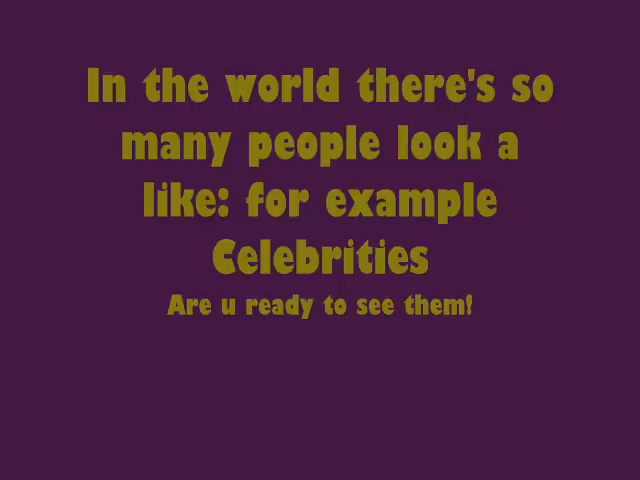 In the world there's so
many people look a
like: for example
Celebrities
Are u ready to see them!